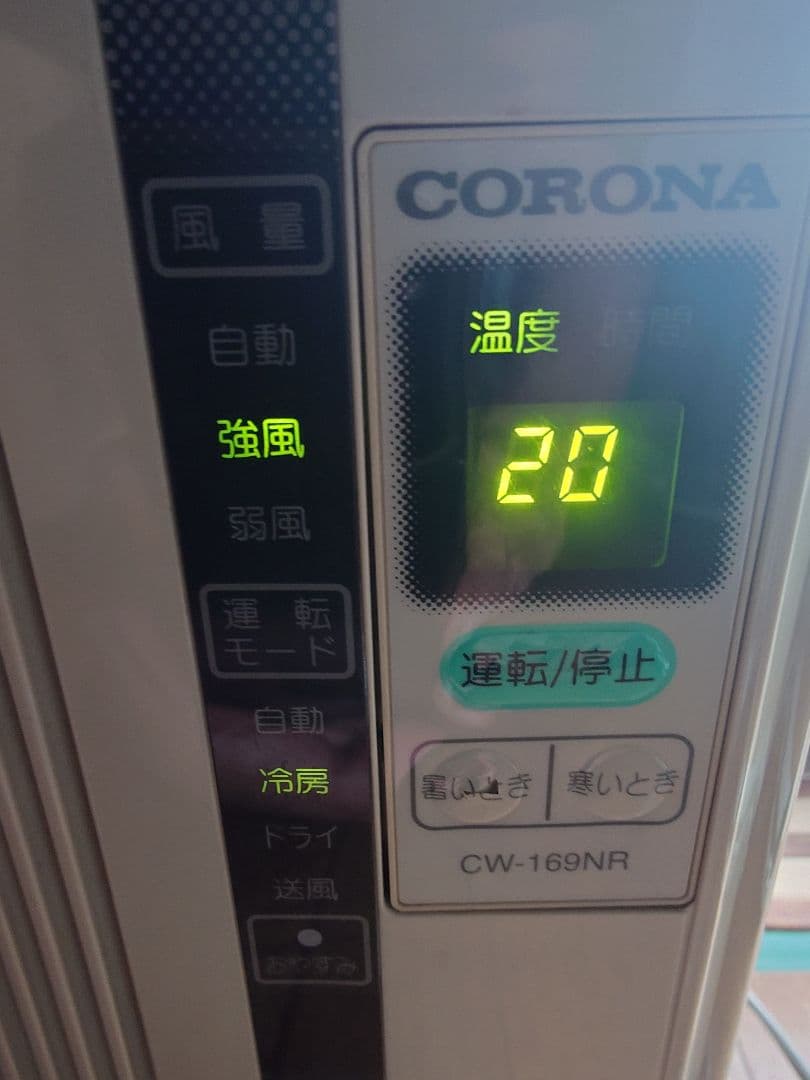 風量
自動
強風
弱風
運転
モード
自動
冷房
ドライ
送風
おやすみ
CORONA
温度 時間
20
運転/停止
暑いとき 寒いとき
CW-169NR